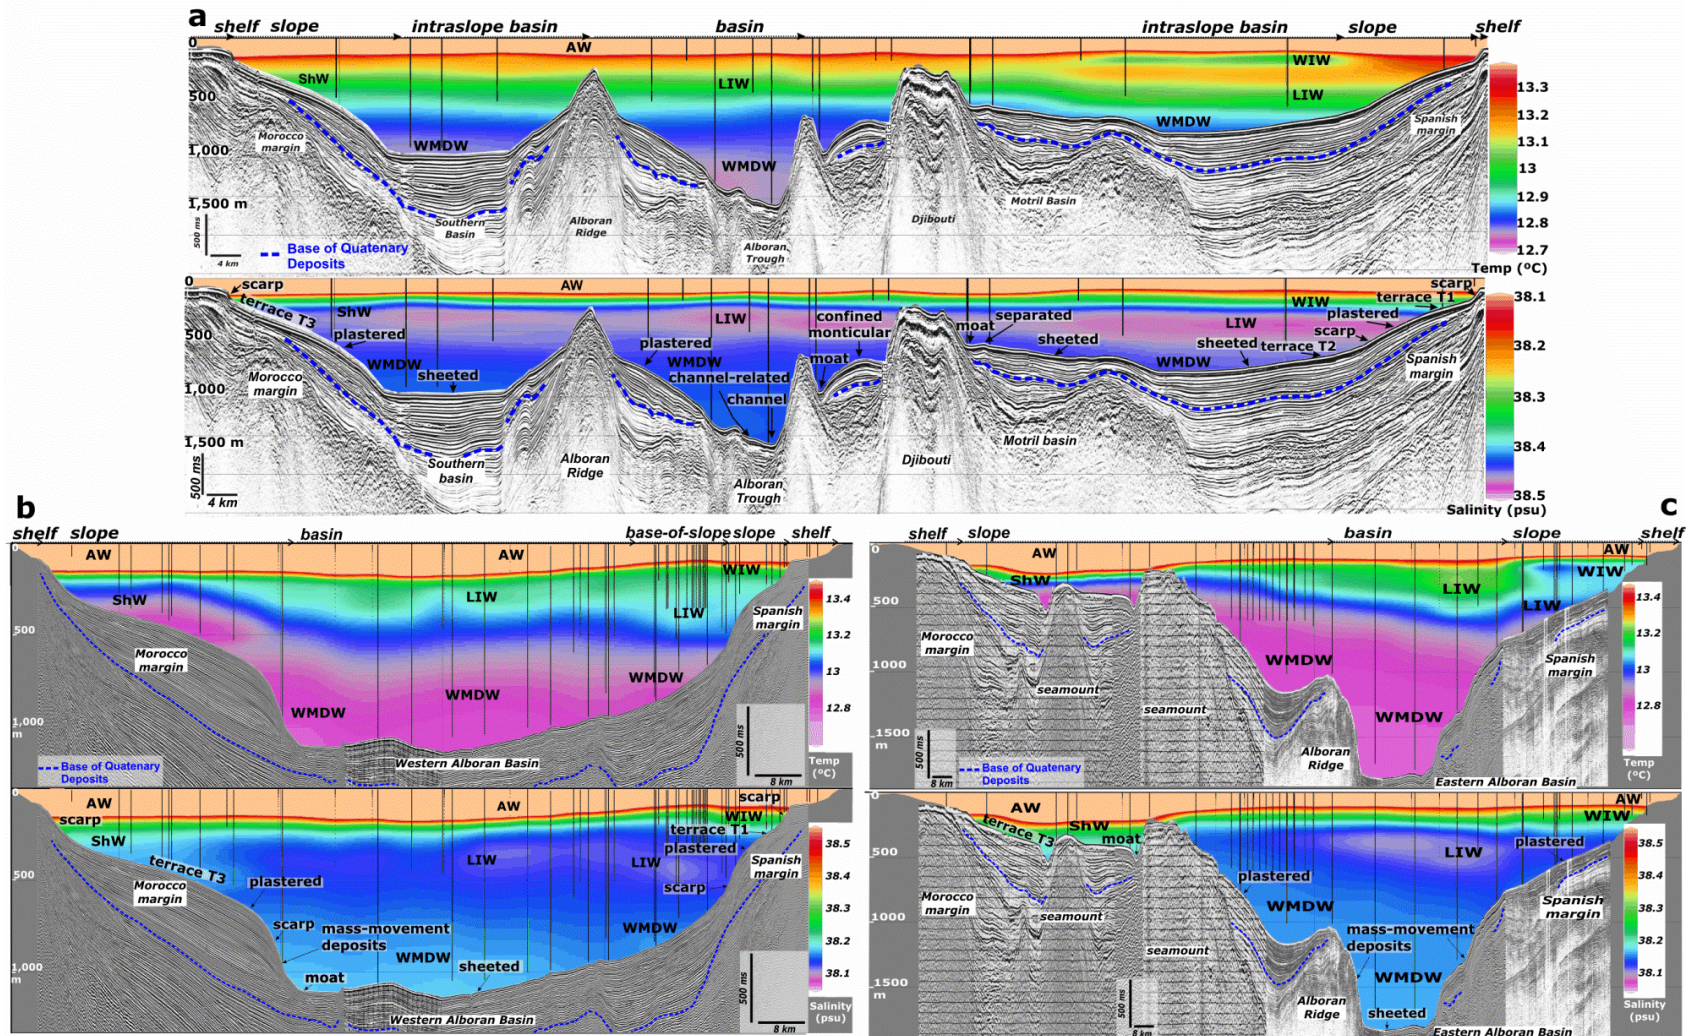 a
shelf slope intraslope basin basin intraslope basin slope shelf
0
AW
WIW
ShW
LIW
LIW
500
13.3
13.2
13.1
13
12.9
12.8
12.7
Temp (ºC)
WMDW
WMDW
WMDW
Morocco
margin
Spanish
margin
1,000
1,500 m
Southern
Basin
Alboran
Ridge
Alboran
Trough
Djibouti
Motril Basin
500 ms
4 km
Base of Quatenary
Deposits
0
scarp
AW
scarp
WIW
terrace T1
terrace T3
ShW
LIW
confined
monticular
moat
separated
LIW
plastered
scarp
500
plastered
plastered
sheeted
sheeted
terrace T2
WMDW
WMDW
WMDW
moat
sheeted
channel-related
channel
Morocco
margin
Spanish
margin
1,000
1,500 m
Southern
basin
Alboran
Ridge
Alboran
Trough
Djibouti
Motril basin
500 ms
4 km
38.1
38.2
38.3
38.4
38.5
Salinity (psu)
b
shelf slope basin base-of-slope slope shelf
0
AW
AW
WIW
ShW
LIW
LIW
500
Morocco
margin
Spanish
margin
WMDW
WMDW
WMDW
1,000
m
Western Alboran Basin
Base of Quatenary
Deposits
500 ms
8 km
13.4
13.2
13
12.8
Temp
(ºC)
0
AW
AW
scarp
scarp
WIW
ShW
terrace T1
plastered
terrace T3
LIW
LIW
Spanish
margin
500
Morocco
margin
plastered
scarp
scarp
mass-movement
deposits
WMDW
WMDW
1,000
m
moat
sheeted
Western Alboran Basin
500 ms
8 km
38.5
38.4
38.3
38.2
38.1
Salinity
(psu)
c
shelf slope basin slope shelf
0
AW
AW
ShW
WIW
LIW
LIW
500
Morocco
margin
WMDW
Spanish
margin
1000
seamount
seamount
WMDW
1500
m
Alboran
Ridge
Eastern Alboran Basin
Base of Quatenary
Deposits
500 ms
8 km
13.4
13.2
13
12.8
Temp
(ºC)
0
AW
AW
terrace T3
ShW
WIW
moat
LIW
plastered
500
plastered
Morocco
margin
WMDW
Spanish
margin
1000
seamount
seamount
mass-movement
deposits
WMDW
1500
m
Alboran
Ridge
sheeted
Eastern Alboran Basin
500 ms
8 km
38.5
38.4
38.3
38.2
38.1
Salinity
(psu)